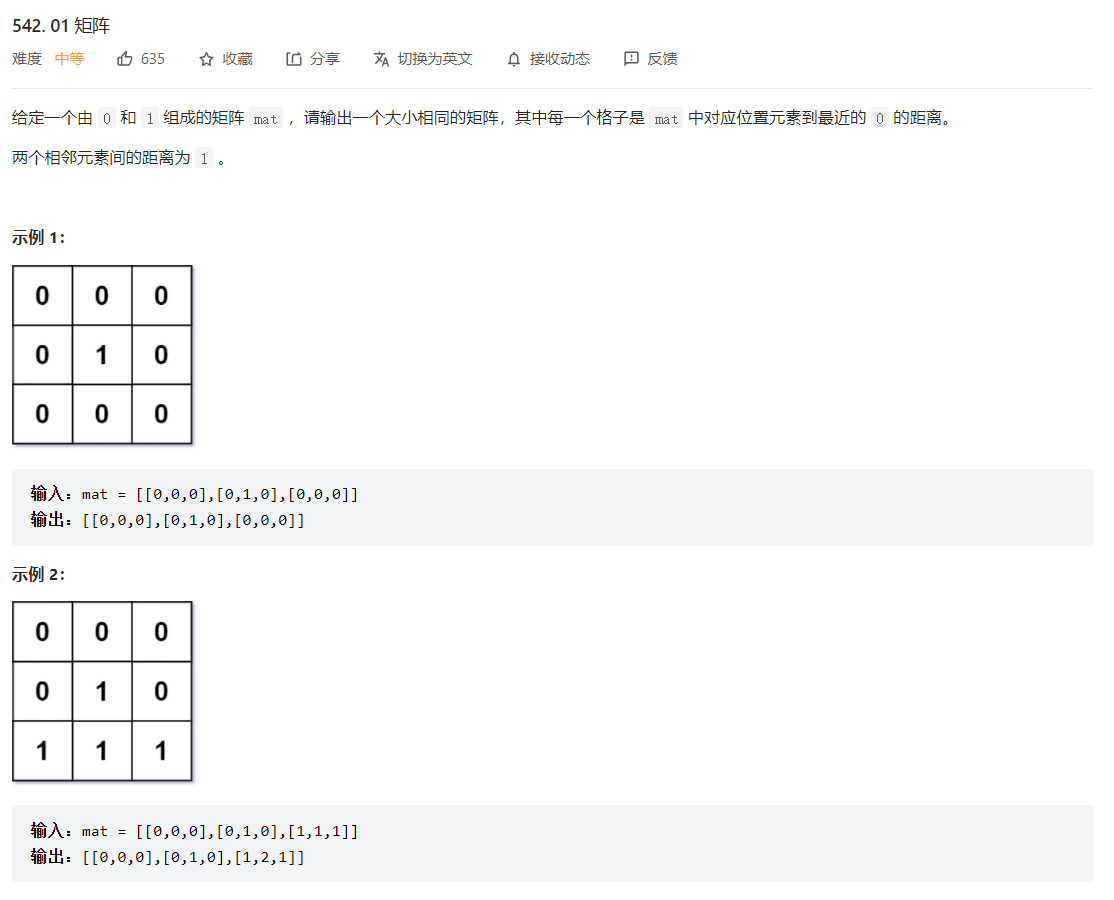 542. 01 矩阵
难度 中等 635 收藏 分享 切换为英文 接收动态 反馈
给定一个由 0 和 1 组成的矩阵 mat ，请输出一个大小相同的矩阵，其中每一个格子是 mat 中对应位置元素到最近的 0 的距离。
两个相邻元素间的距离为 1 。
示例 1：
0 0 0
0 1 0
0 0 0
输入：mat = [[0,0,0],[0,1,0],[0,0,0]]
输出：[[0,0,0],[0,1,0],[0,0,0]]
示例 2：
0 0 0
0 1 0
1 1 1
输入：mat = [[0,0,0],[0,1,0],[1,1,1]]
输出：[[0,0,0],[0,1,0],[1,2,1]]